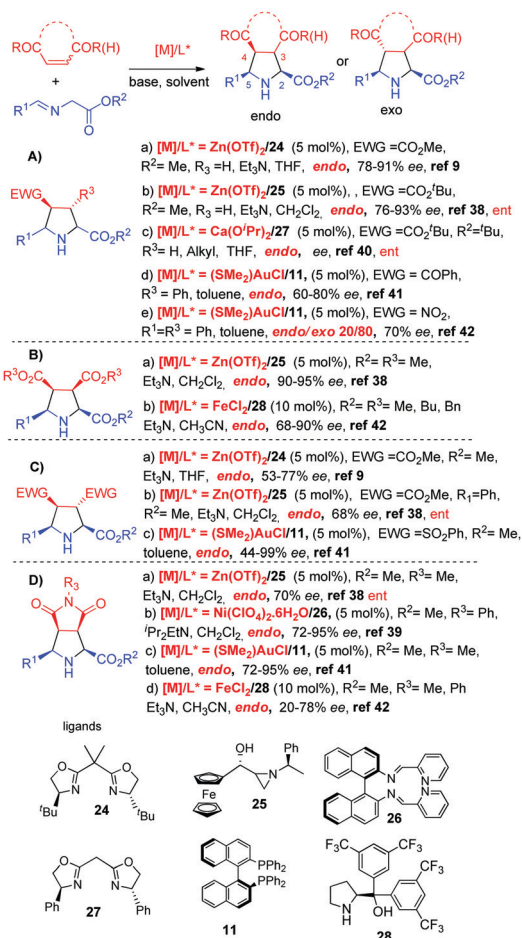 RO
OR(H)
[M]/L*
base, solvent
+
R1
N
O
OR2
RO
OR(H)
4
3
5
2
R1
N
H
CO2R2
endo
or
RO
OR(H)
R1
N
H
CO2R2
exo
A)
EWG
R3
R1
N
H
CO2R2
a) [M]/L* = Zn(OTf)2/24 (5 mol%), EWG =CO2Me,
R2= Me, R3 =H, Et3N, THF, endo, 78-91% ee, ref 9
b) [M]/L* = Zn(OTf)2/25 (5 mol%), , EWG =CO2tBu,
R2= Me, R3 =H, Et3N, CH2Cl2, endo, 76-93% ee, ref 38, ent
c) [M]/L* = Ca(OiPr)2/27 (5 mol%), EWG =CO2tBu, R2=tBu,
R3= H, Alkyl, THF, endo, ee, ref 40, ent
d) [M]/L* = (SMe2)AuCl/11, (5 mol%), EWG = COPh,
R3 = Ph, toluene, endo, 60-80% ee, ref 41
e) [M]/L* = (SMe2)AuCl/11, (5 mol%), EWG = NO2,
R1=R3 = Ph, toluene, endo/exo 20/80, 70% ee, ref 42
B)
R3O2C
CO2R3
R1
N
H
CO2R2
a) [M]/L* = Zn(OTf)2/25 (5 mol%), R2= R3= Me,
Et3N, CH2Cl2, endo, 90-95% ee, ref 38
b) [M]/L* = FeCl2/28 (10 mol%), R2= R3= Me, Bu, Bn
Et3N, CH3CN, endo, 68-90% ee, ref 42
C)
EWG
EWG
R1
N
H
CO2R2
a) [M]/L* = Zn(OTf)2/24 (5 mol%), EWG =CO2Me, R2= Me,
Et3N, THF, endo, 53-77% ee, ref 9
b) [M]/L* = Zn(OTf)2/25 (5 mol%), EWG =CO2Me, R1=Ph,
R2= Me, Et3N, CH2Cl2, endo, 68% ee, ref 38, ent
c) [M]/L* = (SMe2)AuCl/11, (5 mol%), EWG =SO2Ph, R2= Me,
toluene, endo, 44-99% ee, ref 41
D)
R3
O
N
O
R1
N
H
CO2R2
a) [M]/L* = Zn(OTf)2/25 (5 mol%), R2= Me, R3= Me,
Et3N, CH2Cl2, endo, 70% ee, ref 38 ent
b) [M]/L* = Ni(ClO4)2.6H2O/26, (5 mol%), R2= Me, R3= Ph,
iPr2EtN, CH2Cl2, endo, 72-95% ee, ref 39
c) [M]/L* = (SMe2)AuCl/11, (5 mol%), R2= Me, R3= Me,
toluene, endo, 72-95% ee, ref 41
d) [M]/L* = FeCl2/28 (10 mol%), R2= Me, R3= Me, Ph
Et3N, CH3CN, endo, 20-78% ee, ref 42
ligands
O
O
N
N
tBu
tBu
24
OH
Ph
N
Fe
25
N
N
N
N
26
O
O
N
N
Ph
Ph
27
PPh2
PPh2
11
CF3
CF3
CF3
N
H
OH
CF3
28